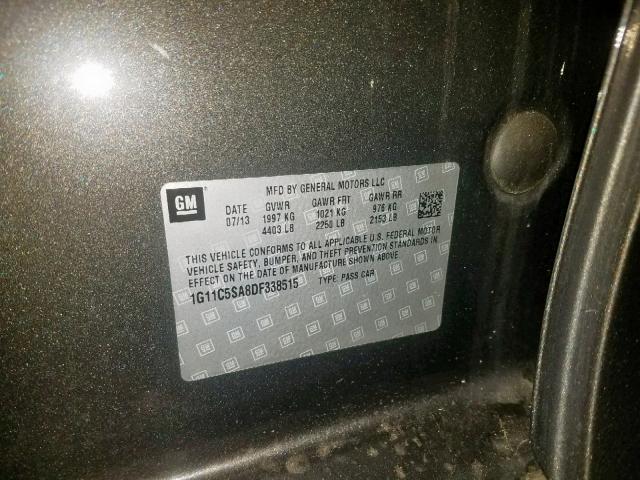 GM
MFD BY GENERAL MOTORS LLC
DATE GVWR GAWR FRT GAWR RR
07/13 1997 KG 1021 KG 976 KG
4403 LB 2250 LB 2153 LB
THIS VEHICLE CONFORMS TO ALL APPLICABLE U.S. FEDERAL MOTOR
VEHICLE SAFETY, BUMPER, AND THEFT PREVENTION STANDARDS IN
EFFECT ON THE DATE OF MANUFACTURE SHOWN ABOVE.
1G11C5SA8DF338515 TYPE: PASS CAR